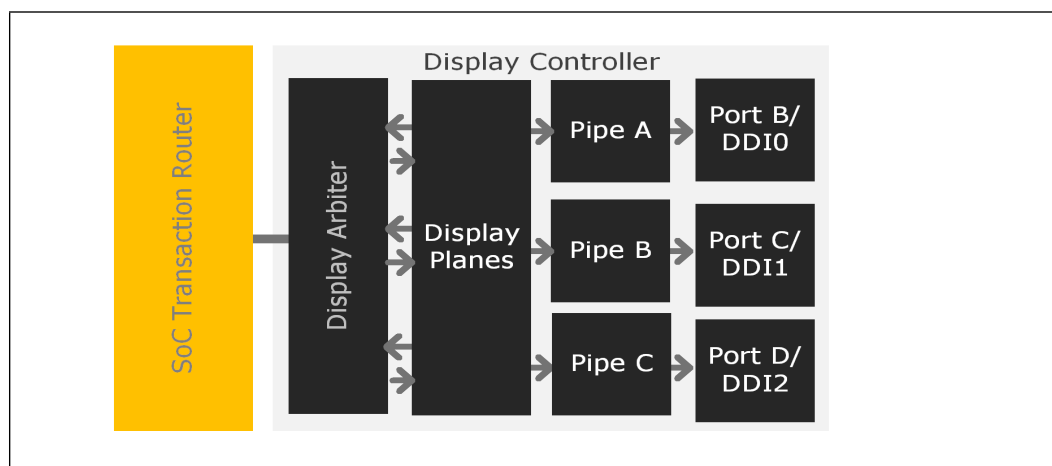 Display Controller
SoC Transaction Router
Display Arbiter
Display
Planes
Pipe A
Port B/
DDI0
Pipe B
Port C/
DDI1
Pipe C
Port D/
DDI2